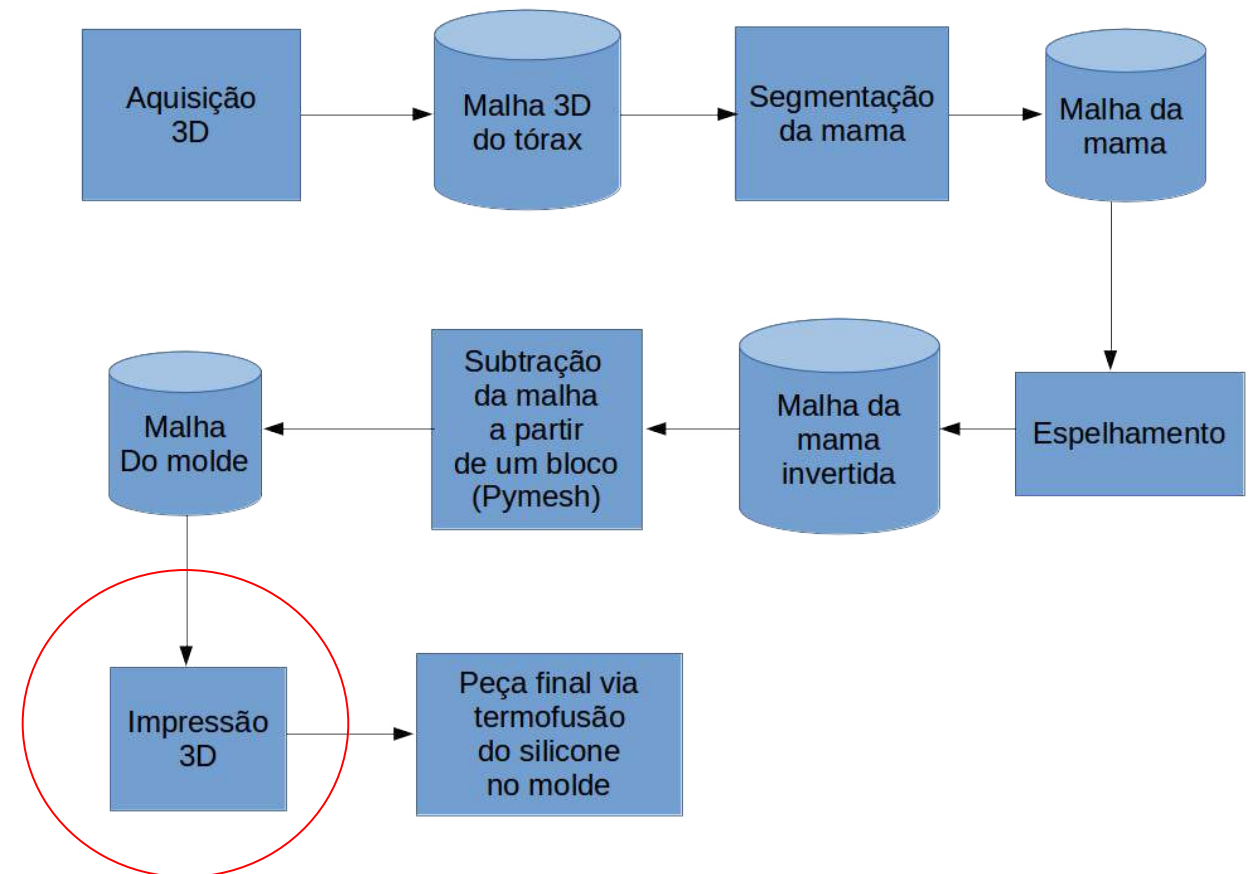 Aquisição
3D
Malha 3D
do tórax
Segmentação
da mama
Malha da
mama
Espelhamento
Malha da
mama
invertida
Subtração
da malha
a partir
de um bloco
(Pymesh)
Malha
Do molde
Impressão
3D
Peça final via
termofusão
do silicone
no molde